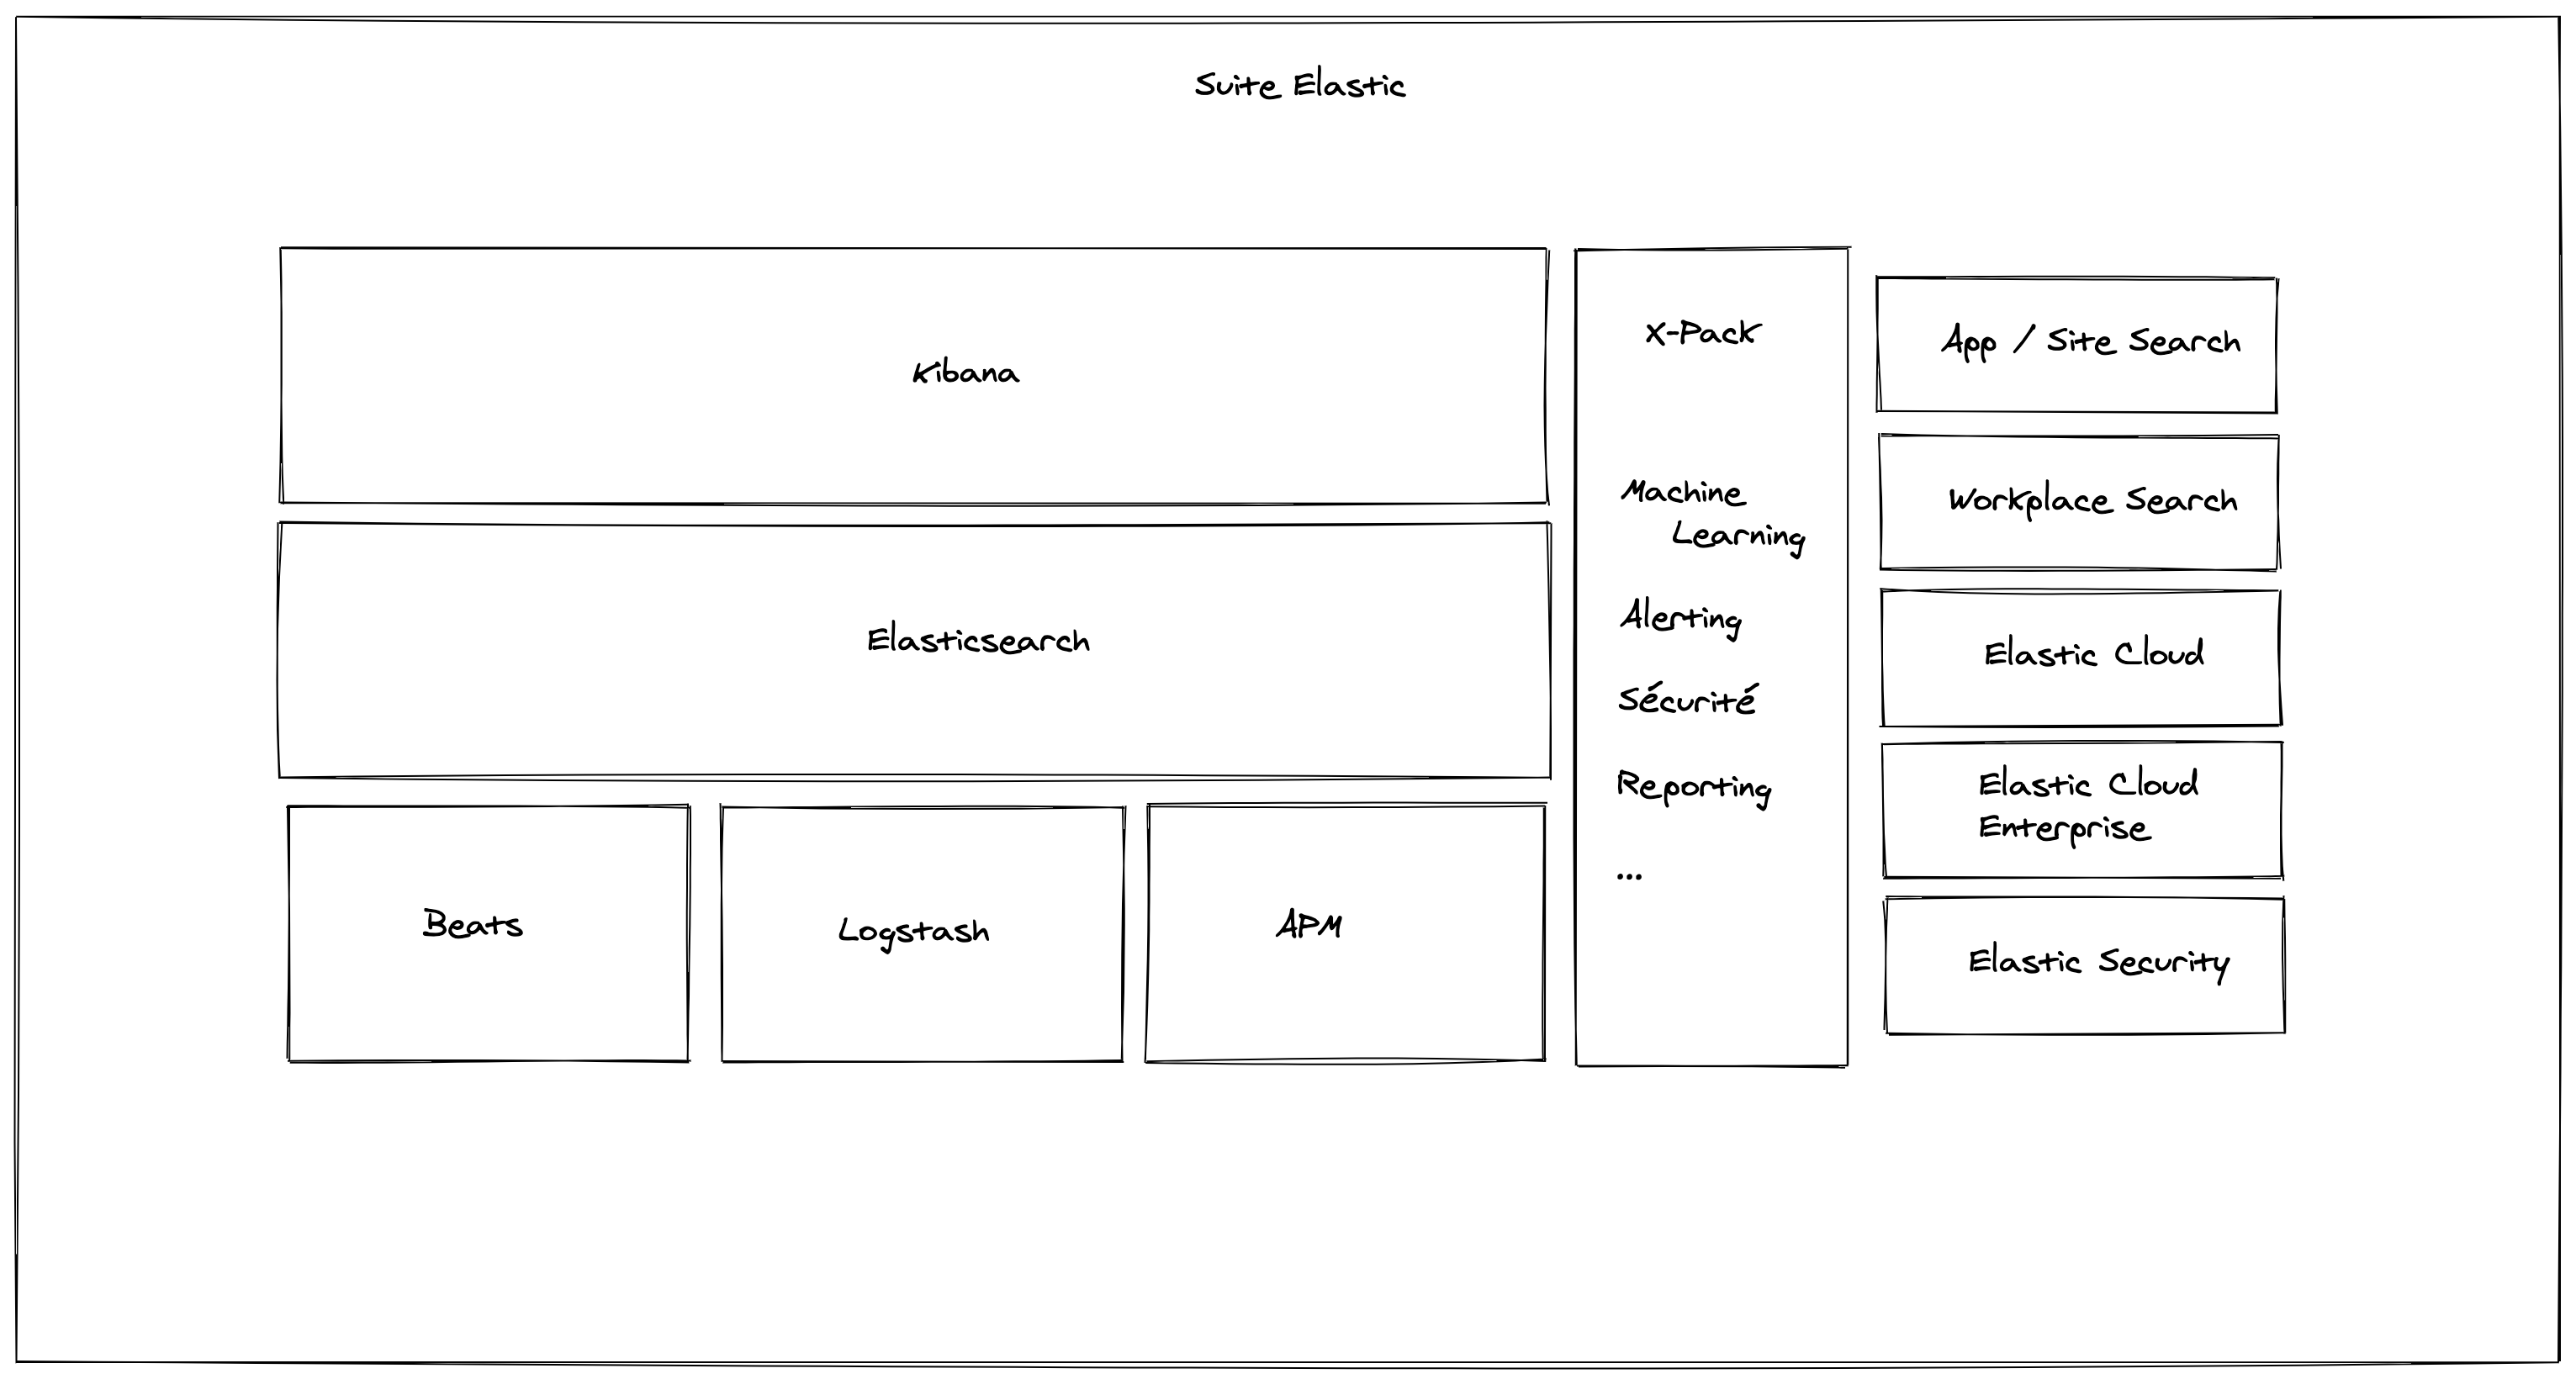 Suite Elastic
Kibana
Elasticsearch
Beats
Logstash
APM
X-Pack
Machine
Learning
Alerting
Sécurité
Reporting
...
App / Site Search
Workplace Search
Elastic Cloud
Elastic Cloud
Enterprise
Elastic Security